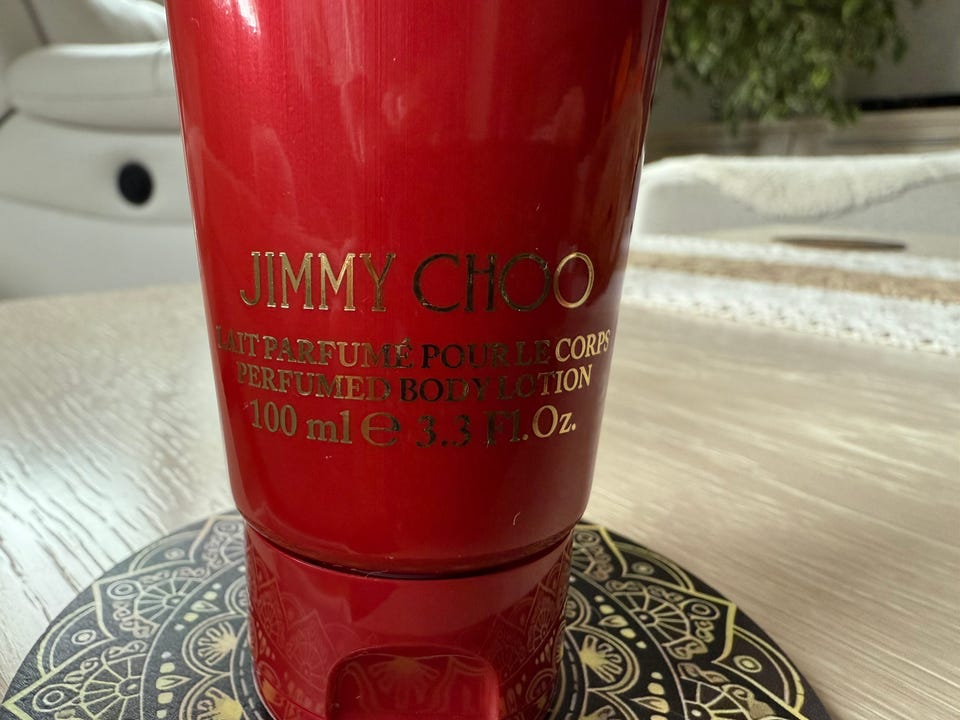 JIMMY CHOO
LAIT PARFUMÉ POUR LE CORPS
PERFUMED BODY LOTION
100 ml ℮ 3.3 Fl. Oz.